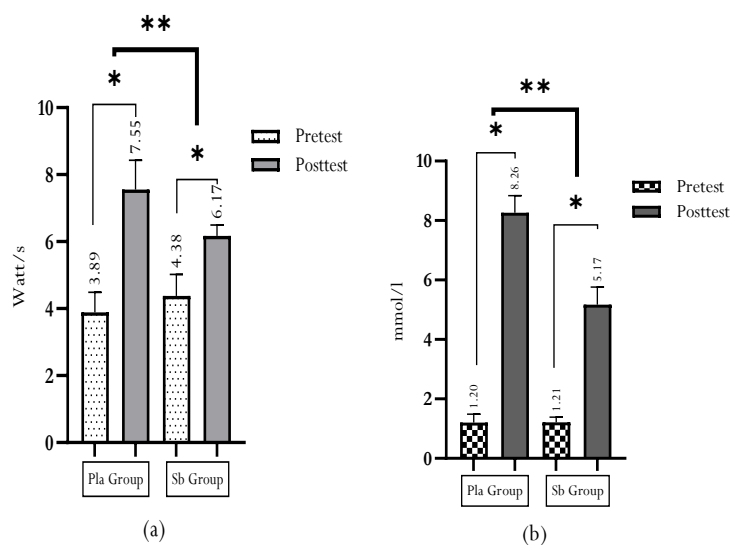 **
*
*
10
8
6
4
2
0
Watt/s
3.89
7.55
4.38
6.17
Pretest
Posttest
Pla Group
Sb Group
(a)
**
*
*
10
8
6
4
2
0
mmol/l
1.20
8.26
1.21
5.17
Pretest
Posttest
Pla Group
Sb Group
(b)